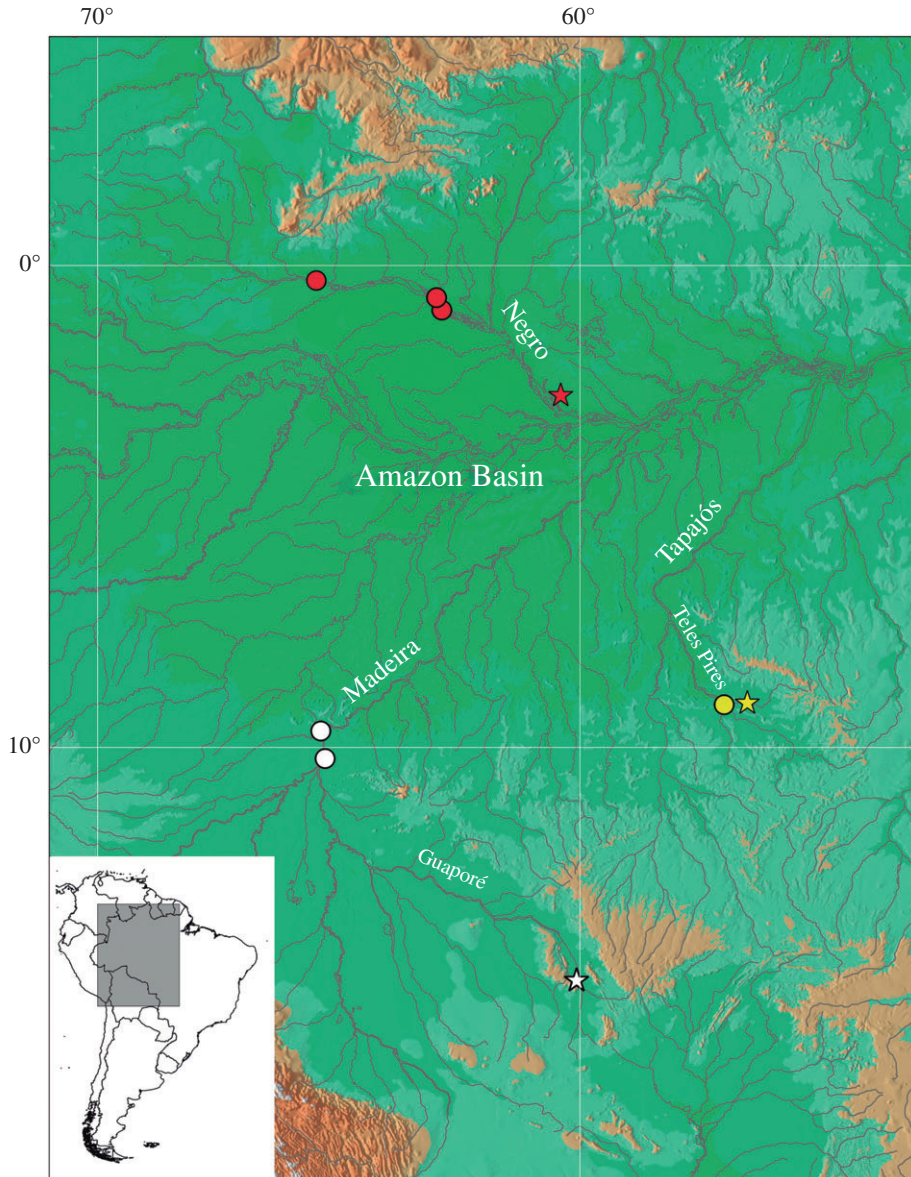 70°
60°
0°
Negro
Amazon Basin
Tapajós
Teles Pires
Madeira
10°
Guaporé